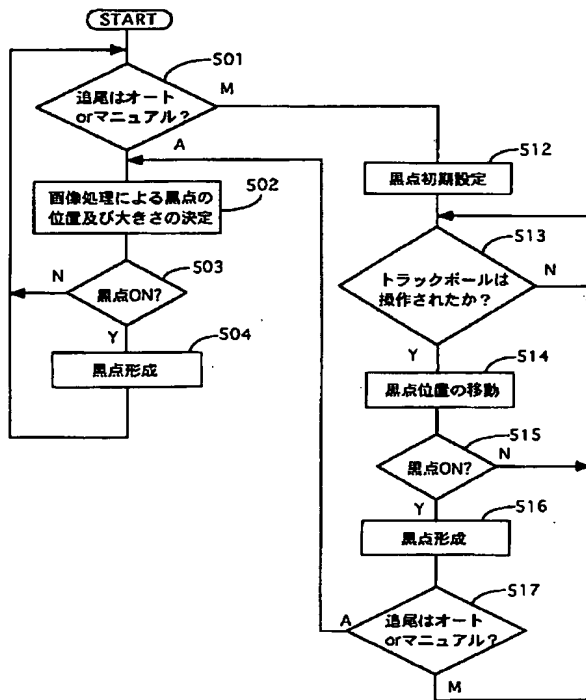 START
S01
追尾はオート
orマニュアル?
M
A
S02
画像処理による黒点の
位置及び大きさの決定
S03
N
黒点ON?
Y
S04
黒点形成
S12
黒点初期設定
S13
トラックボールは
操作されたか?
N
Y
S14
黒点位置の移動
S15
黒点ON?
N
Y
S16
黒点形成
S17
A
追尾はオート
orマニュアル?
M